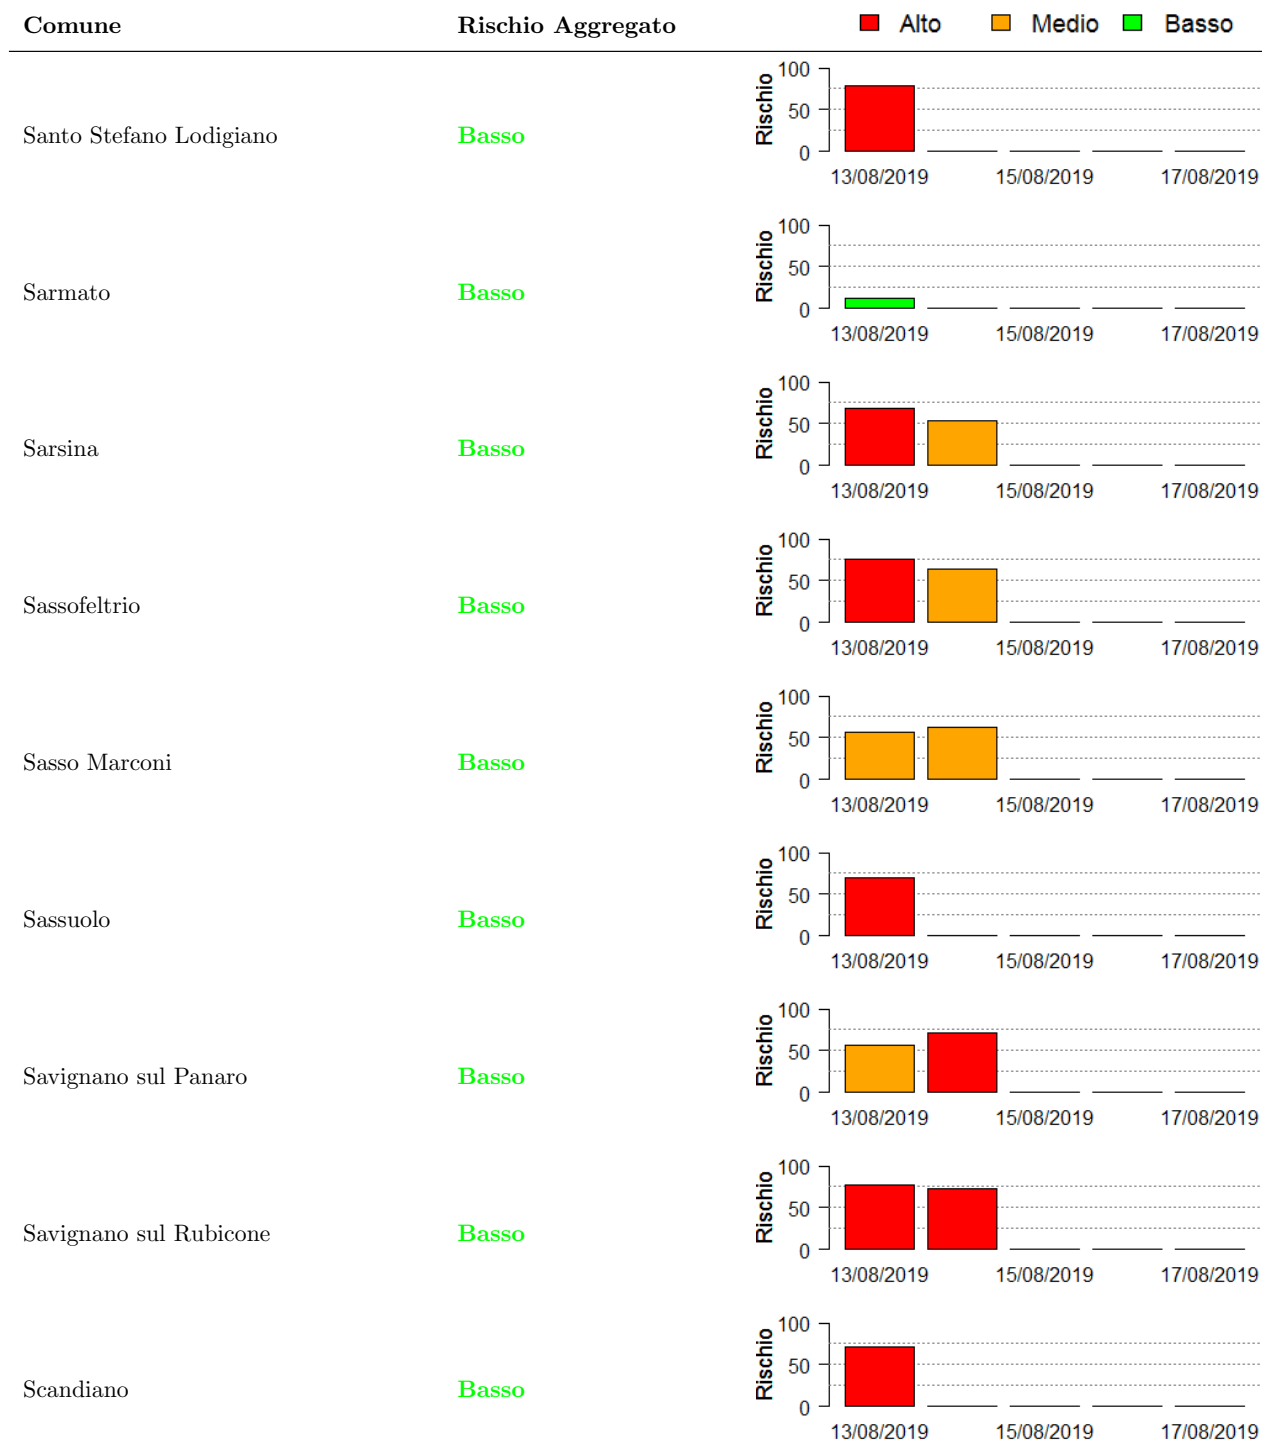 Comune Rischio Aggregato Alto Medio Basso
100
50
0
Rischio
Santo Stefano Lodigiano Basso
13/08/2019 15/08/2019 17/08/2019
100
50
0
Rischio
Sarmato Basso
13/08/2019 15/08/2019 17/08/2019
100
50
0
Rischio
Sarsina Basso
13/08/2019 15/08/2019 17/08/2019
100
50
0
Rischio
Sassofeltrio Basso
13/08/2019 15/08/2019 17/08/2019
100
50
0
Rischio
Sasso Marconi Basso
13/08/2019 15/08/2019 17/08/2019
100
50
0
Rischio
Sassuolo Basso
13/08/2019 15/08/2019 17/08/2019
100
50
0
Rischio
Savignano sul Panaro Basso
13/08/2019 15/08/2019 17/08/2019
100
50
0
Rischio
Savignano sul Rubicone Basso
13/08/2019 15/08/2019 17/08/2019
100
50
0
Rischio
Scandiano Basso
13/08/2019 15/08/2019 17/08/2019